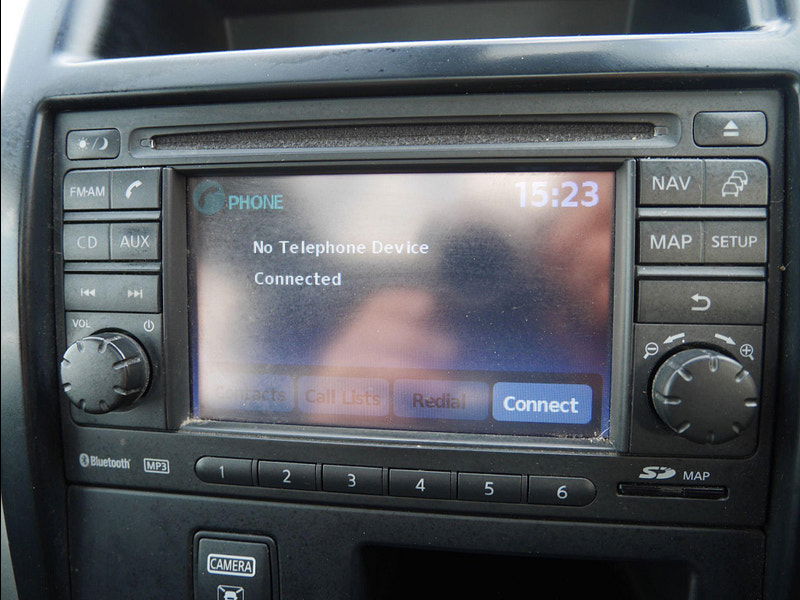 FM·AM
CD
AUX
VOL
PHONE
15:23
No Telephone Device
Connected
Contacts
Call Lists
Redial
Connect
NAV
MAP
SETUP
Bluetooth
MP3
1
2
3
4
5
6
SD
MAP
CAMERA